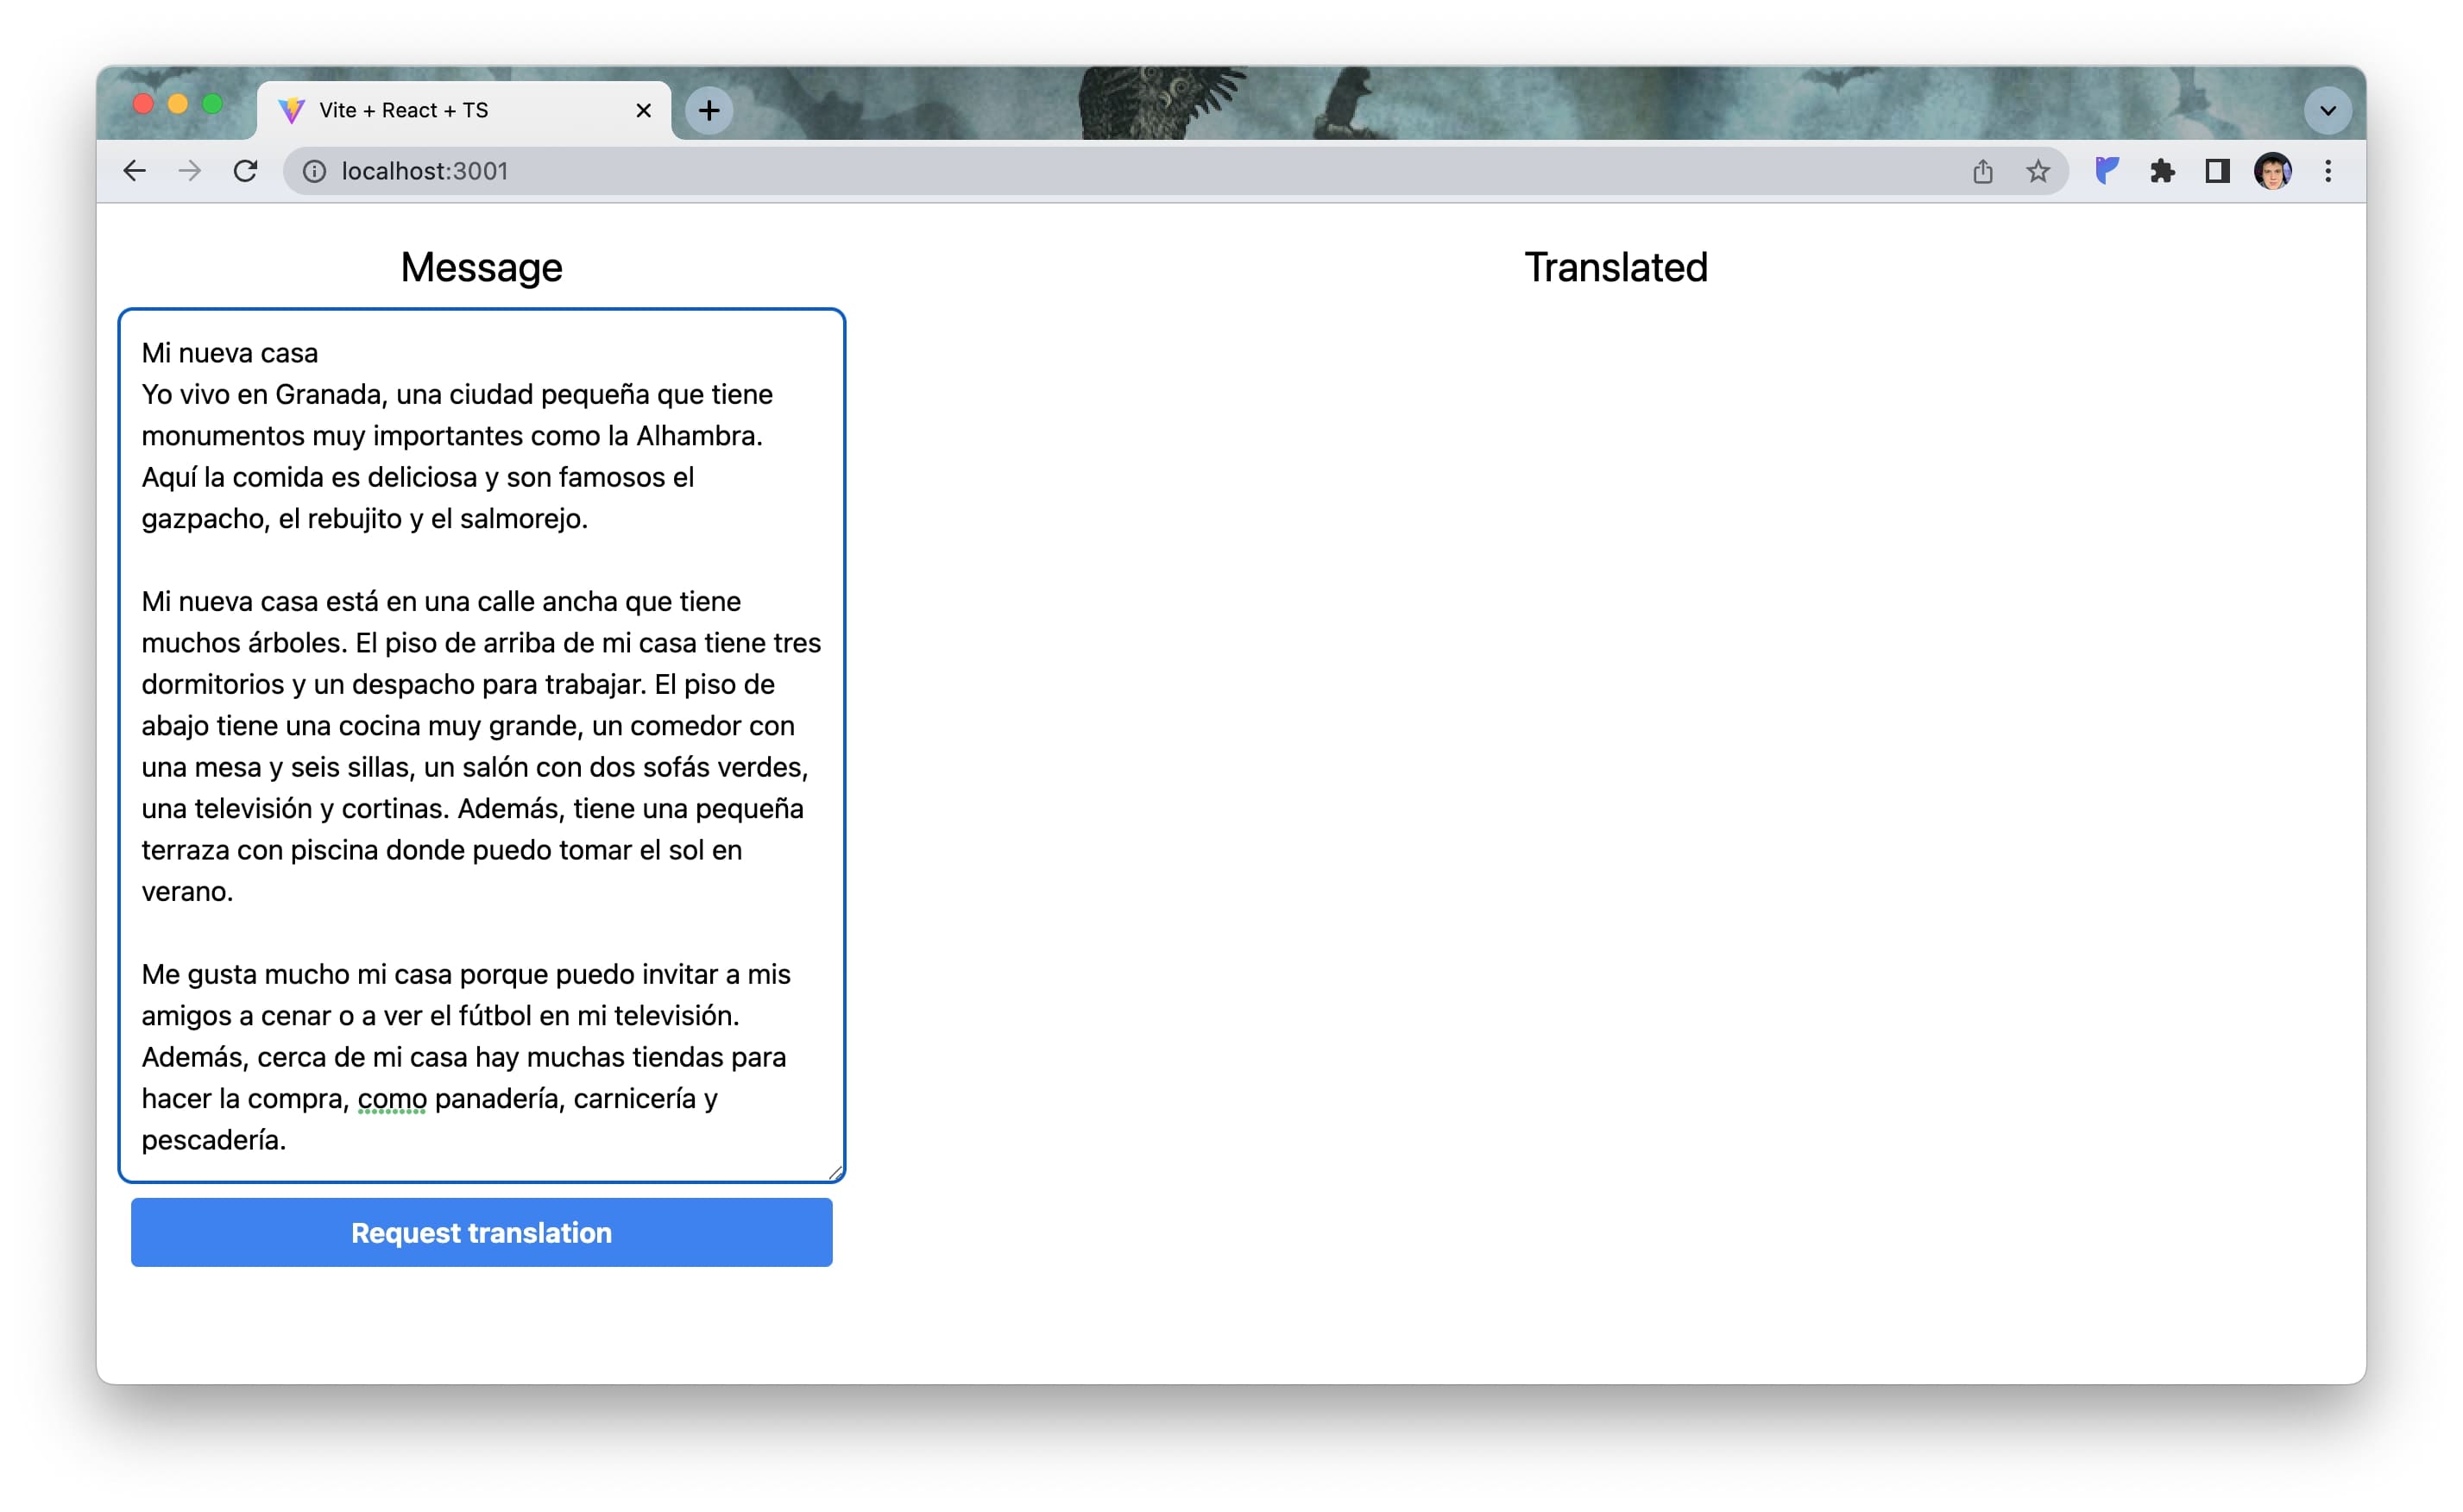 Vite + React + TS
localhost:3001
Message
Translated
Mi nueva casa
Yo vivo en Granada, una ciudad pequeña que tiene
monumentos muy importantes como la Alhambra.
Aquí la comida es deliciosa y son famosos el
gazpacho, el rebujito y el salmorejo.
Mi nueva casa está en una calle ancha que tiene
muchos árboles. El piso de arriba de mi casa tiene tres
dormitorios y un despacho para trabajar. El piso de
abajo tiene una cocina muy grande, un comedor con
una mesa y seis sillas, un salón con dos sofás verdes,
una televisión y cortinas. Además, tiene una pequeña
terraza con piscina donde puedo tomar el sol en
verano.
Me gusta mucho mi casa porque puedo invitar a mis
amigos a cenar o a ver el fútbol en mi televisión.
Además, cerca de mi casa hay muchas tiendas para
hacer la compra, como panadería, carnicería y
pescadería.
Request translation